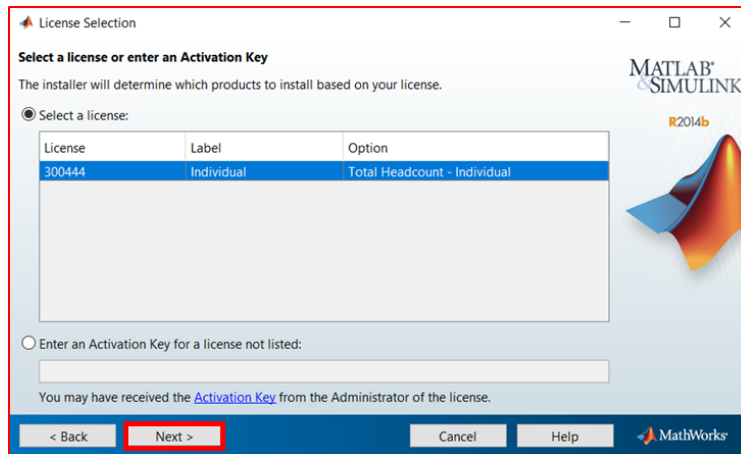 License Selection
Select a license or enter an Activation Key
The installer will determine which products to install based on your license.
MATLAB®
&SIMULINK
R2014b
Select a license:
License Label Option
300444 Individual Total Headcount - Individual
Enter an Activation Key for a license not listed:
You may have received the Activation Key from the Administrator of the license.
< Back Next > Cancel Help MathWorks®